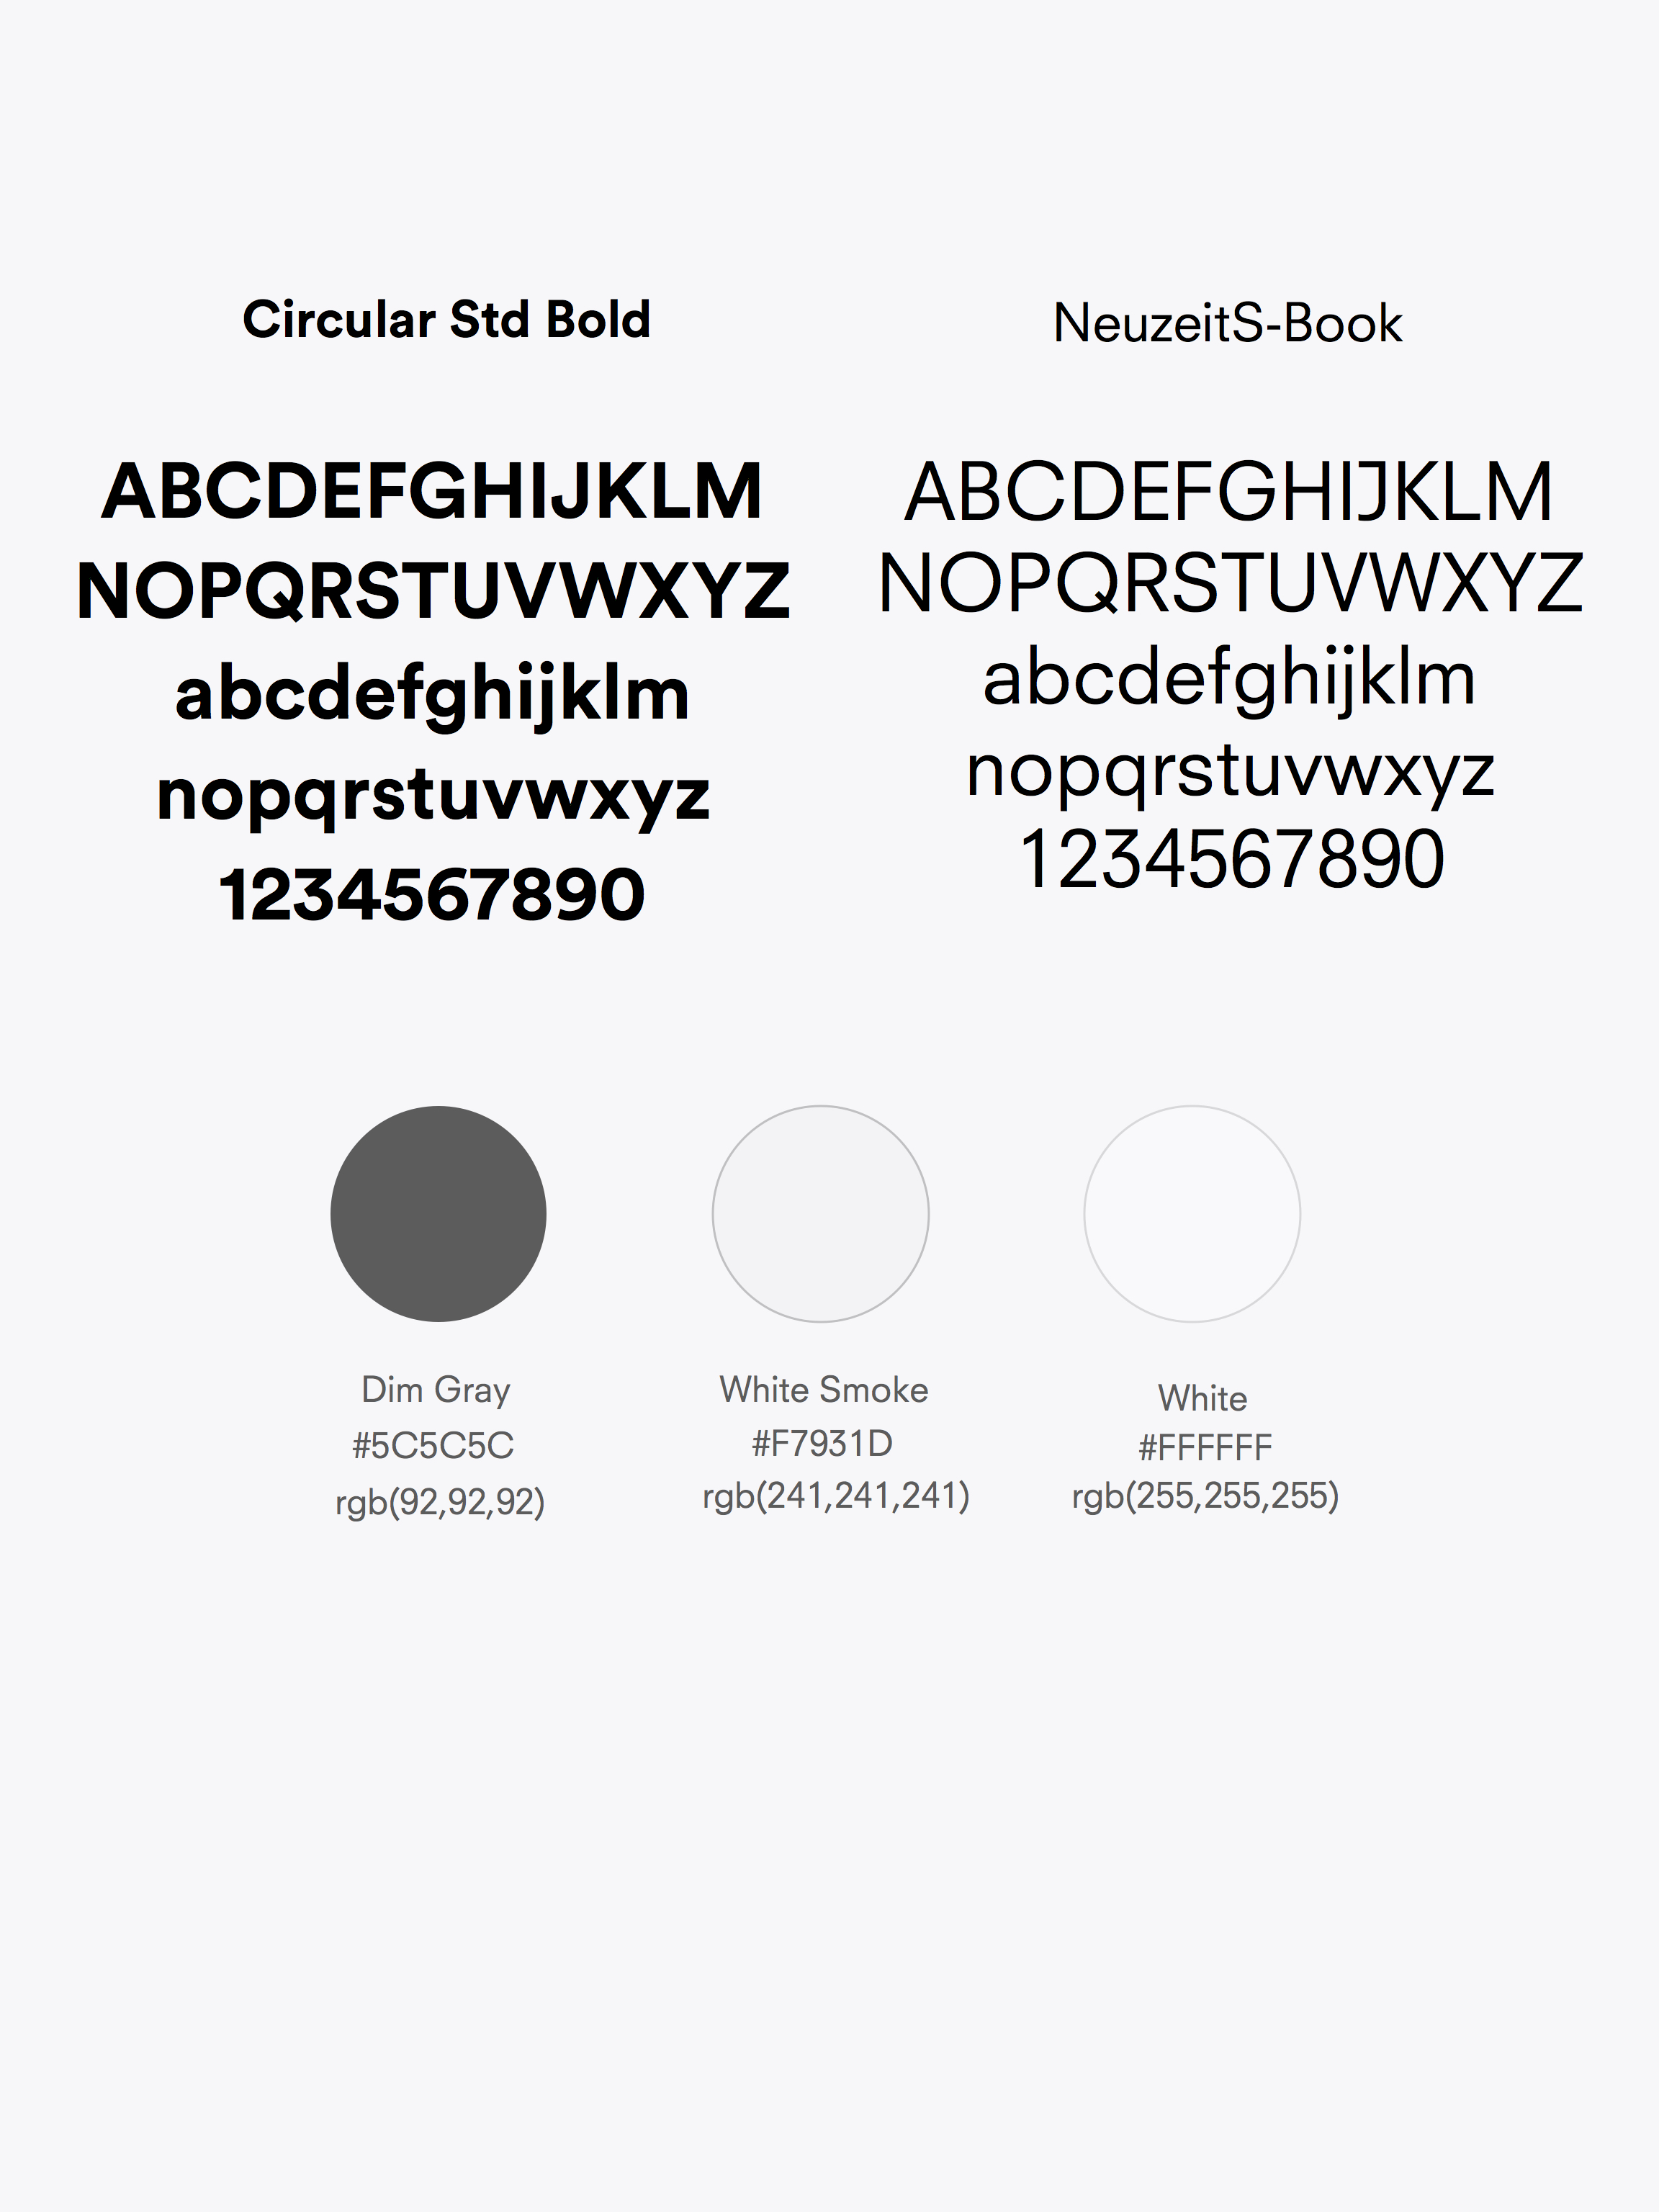 Circular Std Bold
ABCDEFGHIJKLM
NOPQRSTUVWXYZ
abcdefghijklm
nopqrstuvwxyz
1234567890
NeuzeitS-Book
ABCDEFGHIJKLM
NOPQRSTUVWXYZ
abcdefghijklm
nopqrstuvwxyz
1234567890
Dim Gray
#5C5C5C
rgb(92,92,92)
White Smoke
#F7931D
rgb(241,241,241)
White
#FFFFFF
rgb(255,255,255)